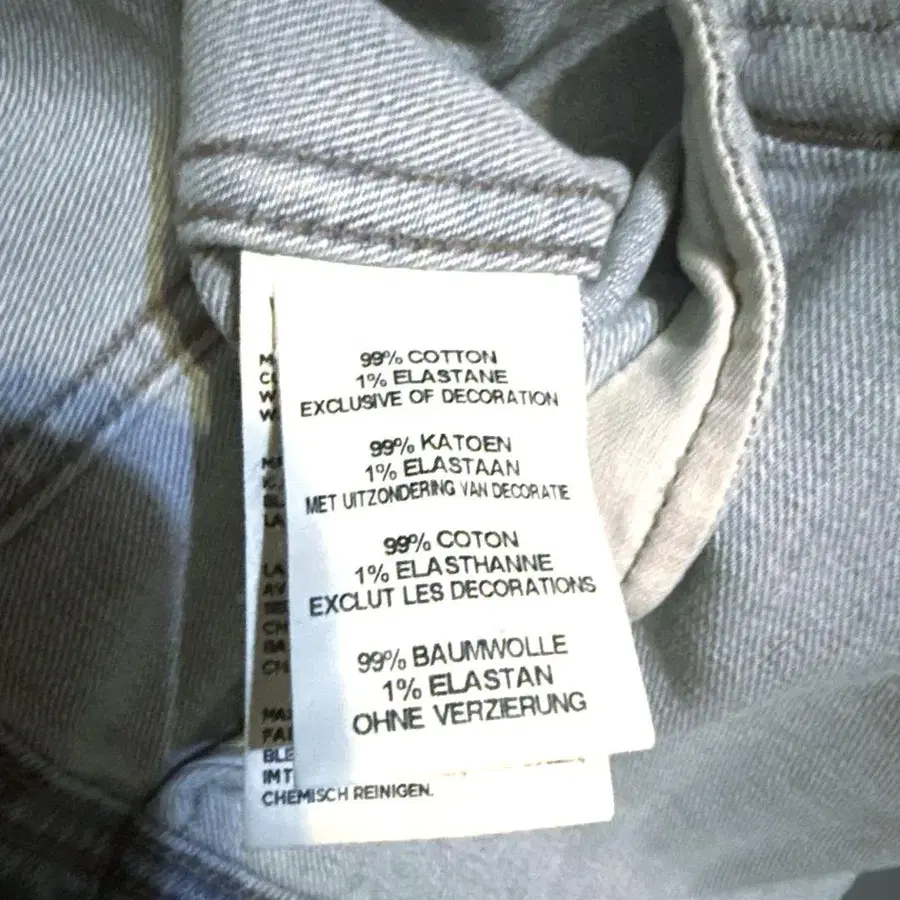 99% COTTON
1% ELASTANE
EXCLUSIVE OF DECORATION
99% KATOEN
1% ELASTAAN
MET UITZONDERING VAN DECORATIE
99% COTON
1% ELASTHANNE
EXCLUT LES DECORATIONS
99% BAUMWOLLE
1% ELASTAN
OHNE VERZIERUNG
CHEMISCH REINIGEN.